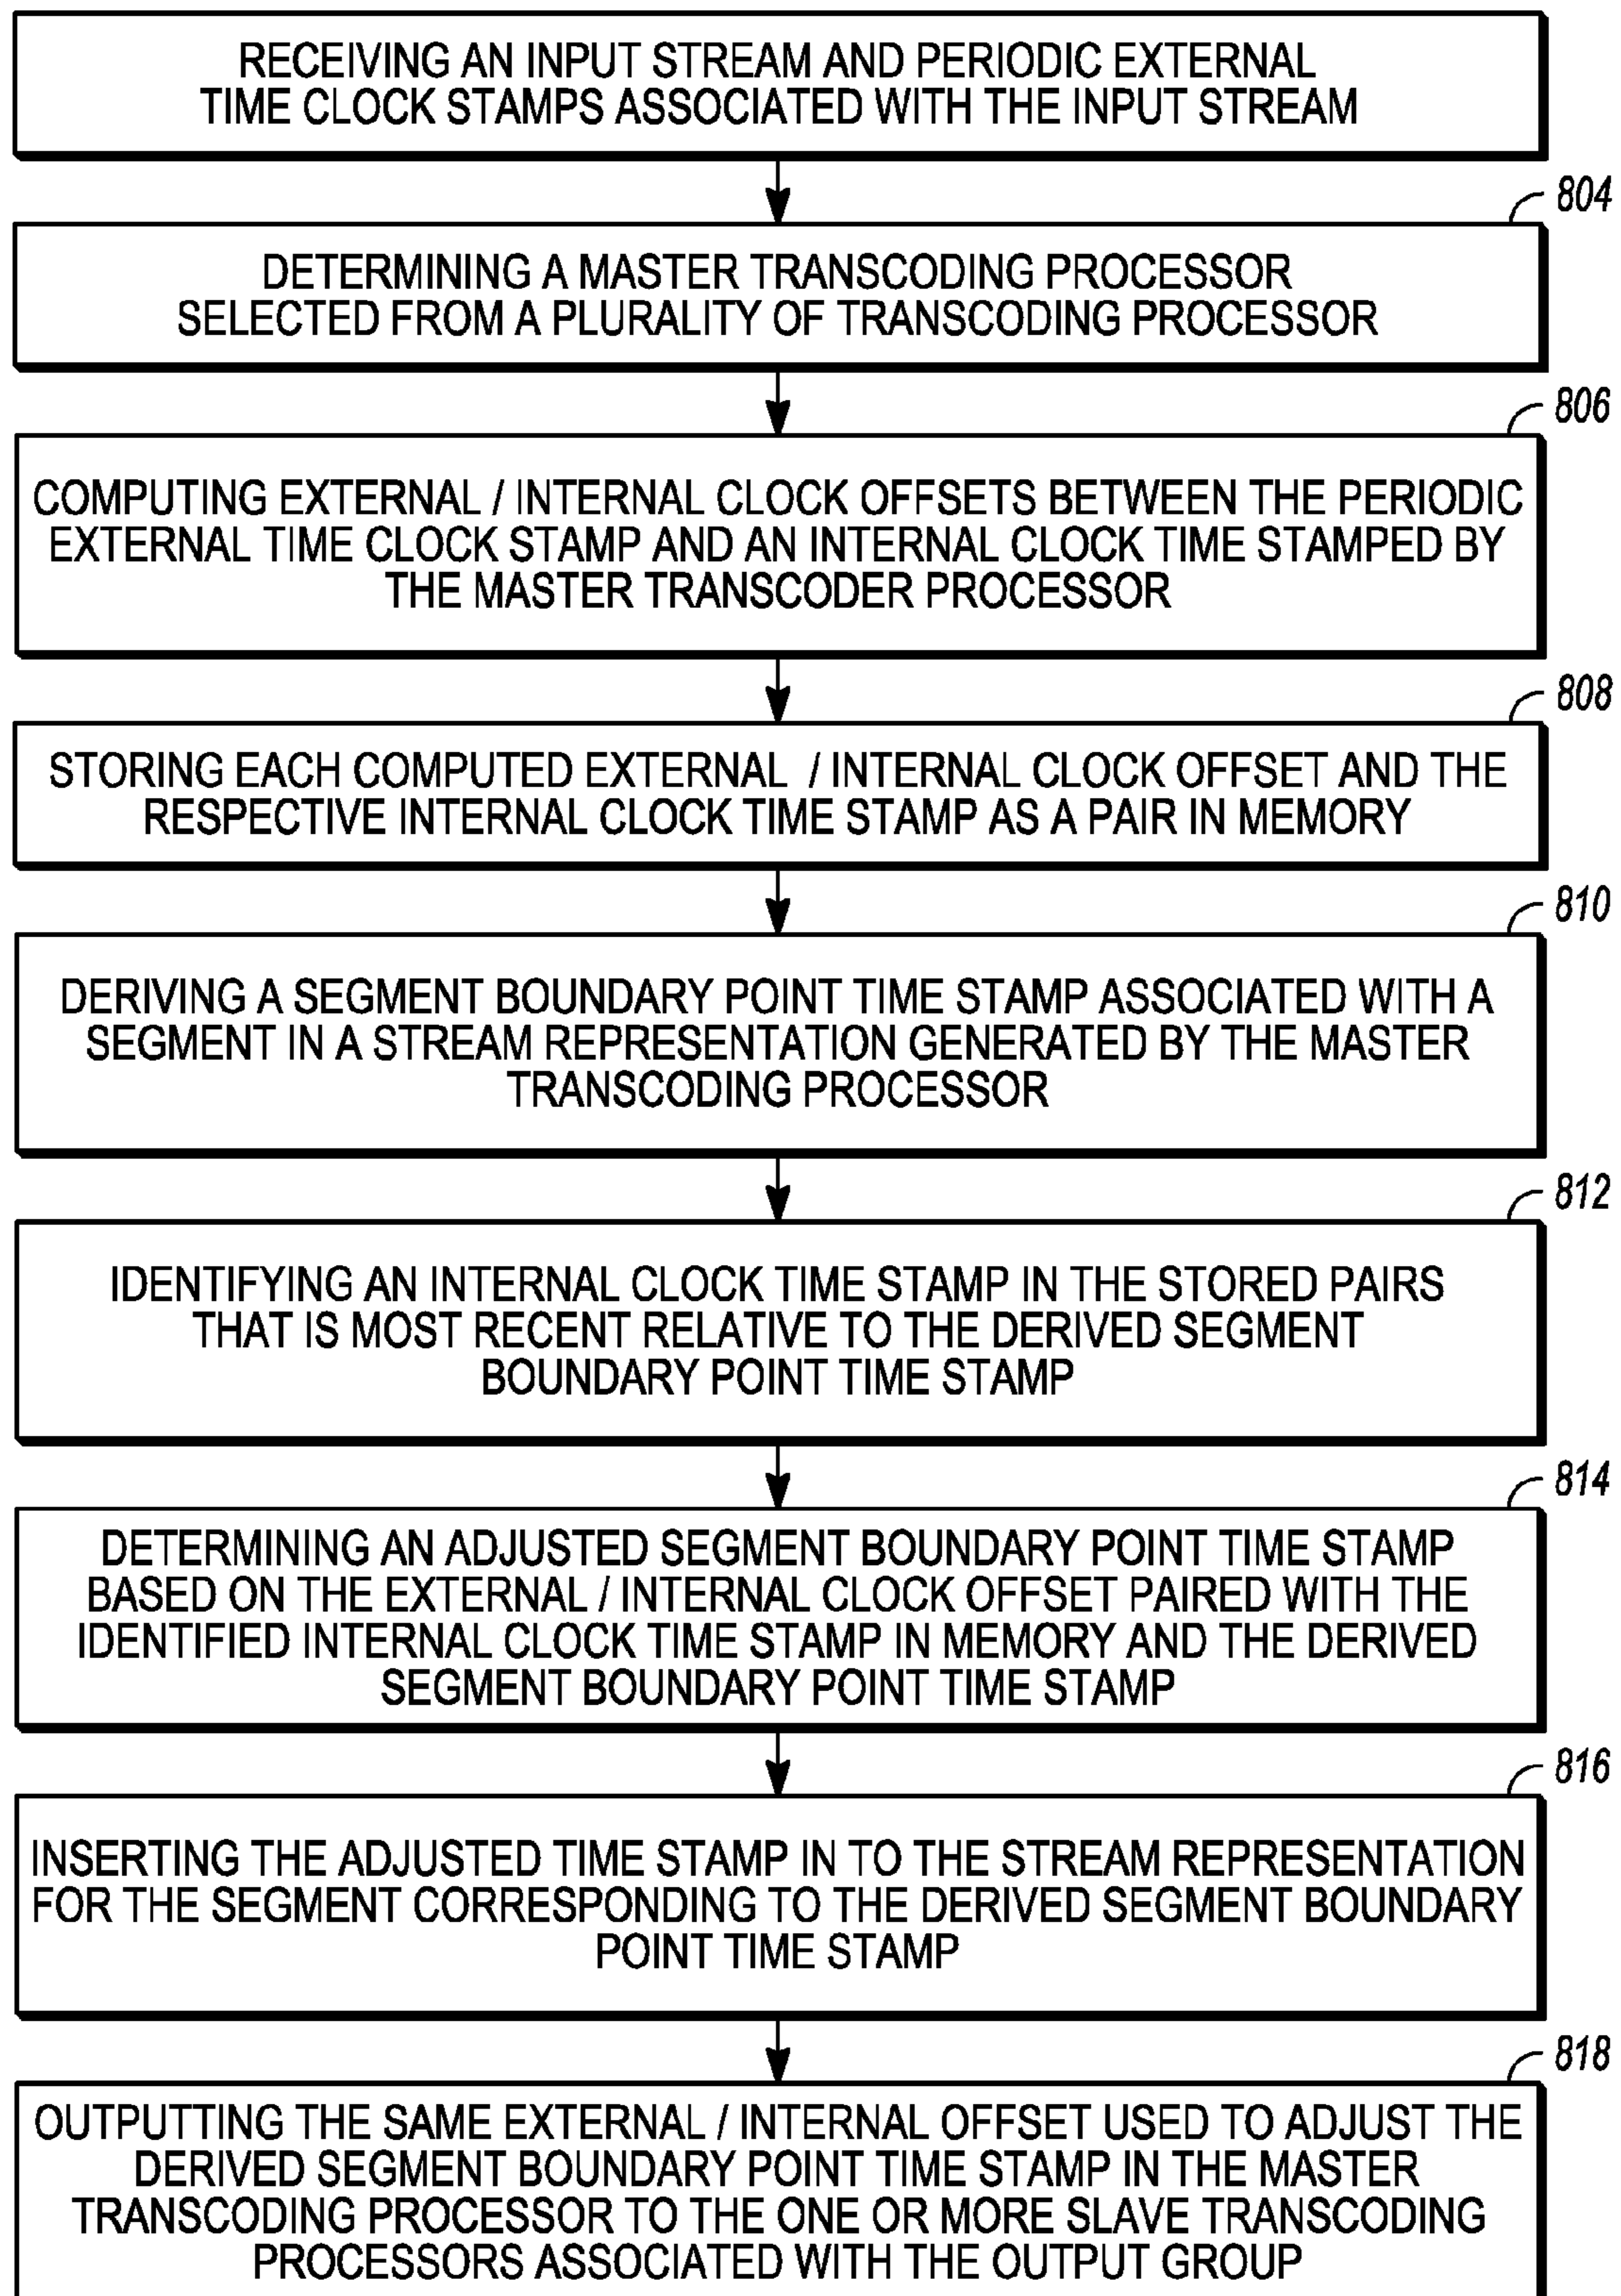 RECEIVING AN INPUT STREAM AND PERIODIC EXTERNAL
TIME CLOCK STAMPS ASSOCIATED WITH THE INPUT STREAM
804
DETERMINING A MASTER TRANSCODING PROCESSOR
SELECTED FROM A PLURALITY OF TRANSCODING PROCESSOR
806
COMPUTING EXTERNAL / INTERNAL CLOCK OFFSETS BETWEEN THE PERIODIC
EXTERNAL TIME CLOCK STAMP AND AN INTERNAL CLOCK TIME STAMPED BY
THE MASTER TRANSCODER PROCESSOR
808
STORING EACH COMPUTED EXTERNAL / INTERNAL CLOCK OFFSET AND THE
RESPECTIVE INTERNAL CLOCK TIME STAMP AS A PAIR IN MEMORY
810
DERIVING A SEGMENT BOUNDARY POINT TIME STAMP ASSOCIATED WITH A
SEGMENT IN A STREAM REPRESENTATION GENERATED BY THE MASTER
TRANSCODING PROCESSOR
812
IDENTIFYING AN INTERNAL CLOCK TIME STAMP IN THE STORED PAIRS
THAT IS MOST RECENT RELATIVE TO THE DERIVED SEGMENT
BOUNDARY POINT TIME STAMP
814
DETERMINING AN ADJUSTED SEGMENT BOUNDARY POINT TIME STAMP
BASED ON THE EXTERNAL / INTERNAL CLOCK OFFSET PAIRED WITH THE
IDENTIFIED INTERNAL CLOCK TIME STAMP IN MEMORY AND THE DERIVED
SEGMENT BOUNDARY POINT TIME STAMP
816
INSERTING THE ADJUSTED TIME STAMP IN TO THE STREAM REPRESENTATION
FOR THE SEGMENT CORRESPONDING TO THE DERIVED SEGMENT BOUNDARY
POINT TIME STAMP
818
OUTPUTTING THE SAME EXTERNAL / INTERNAL OFFSET USED TO ADJUST THE
DERIVED SEGMENT BOUNDARY POINT TIME STAMP IN THE MASTER
TRANSCODING PROCESSOR TO THE ONE OR MORE SLAVE TRANSCODING
PROCESSORS ASSOCIATED WITH THE OUTPUT GROUP